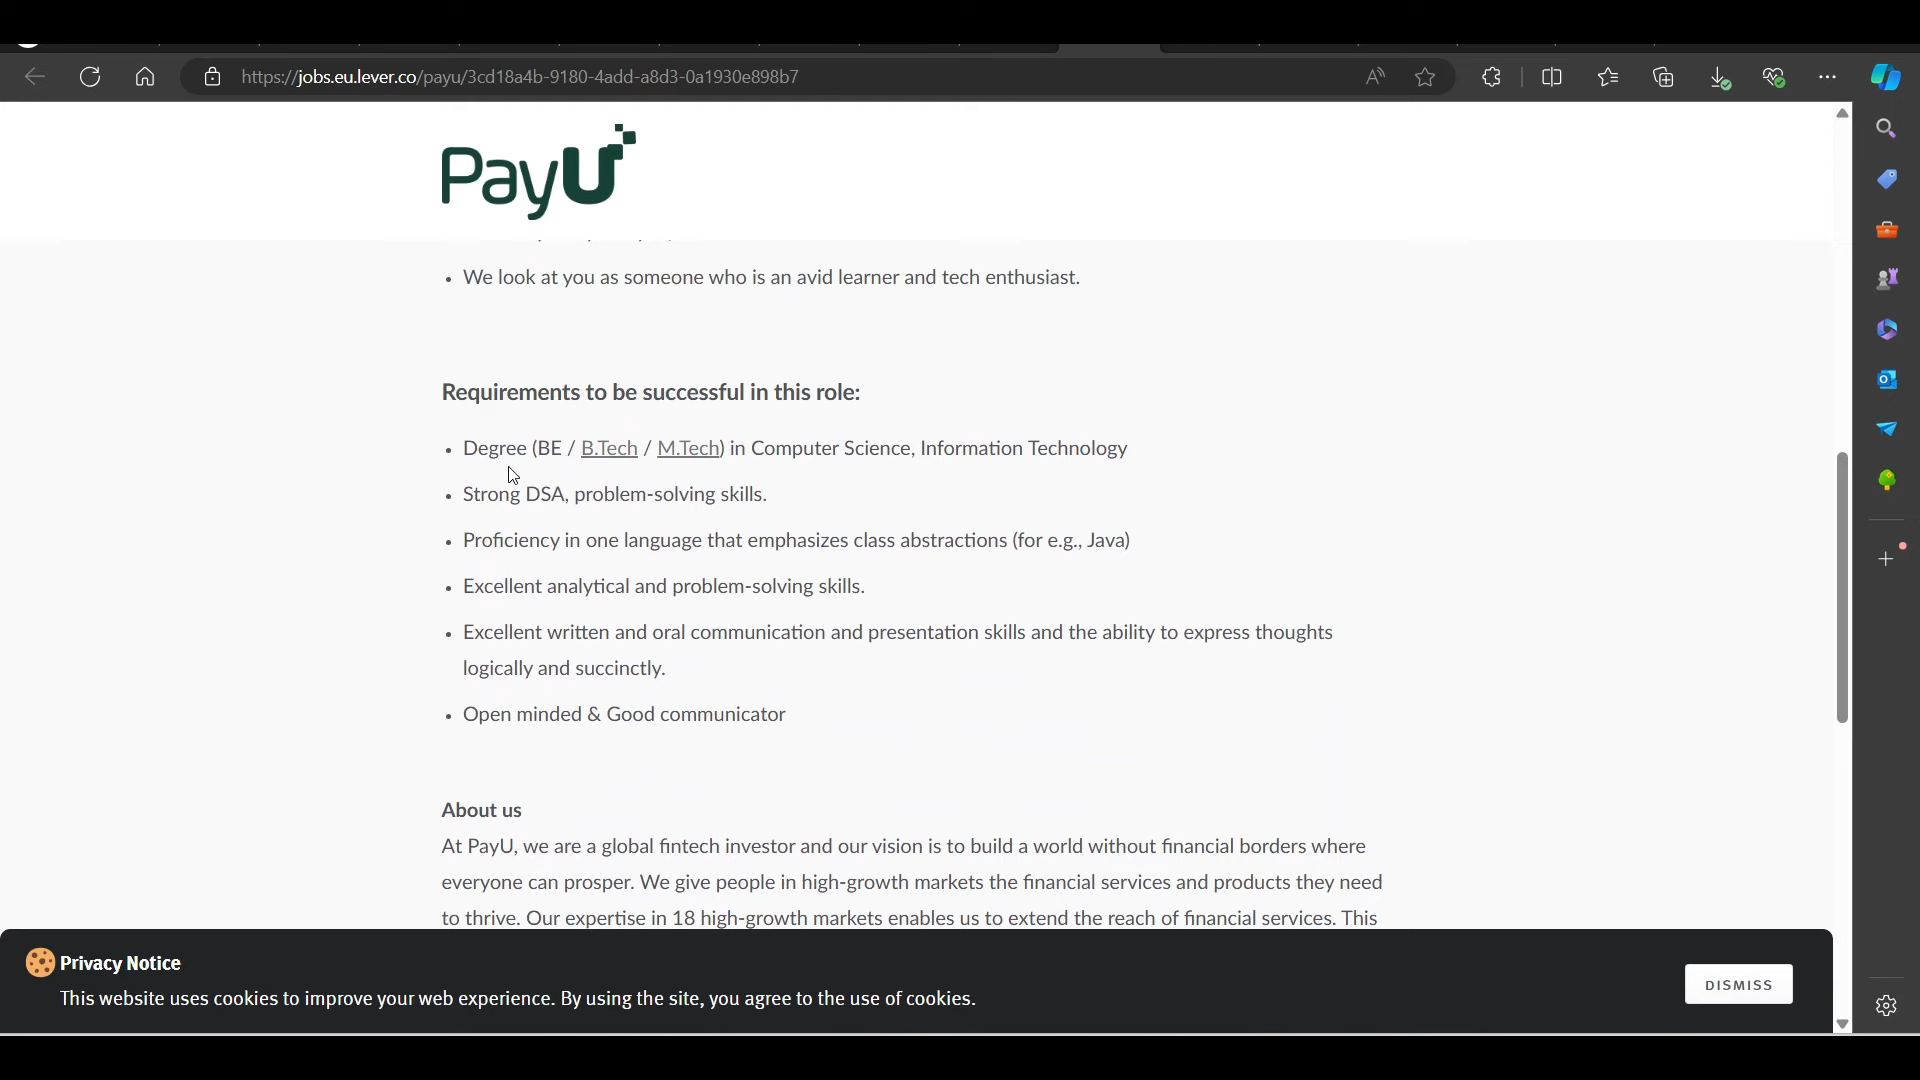 https://jobs.eu.lever.co/payu/3cd18a4b-9180-4add-a8d3-0a1930e898b7
PayU
• We look at you as someone who is an avid learner and tech enthusiast.
Requirements to be successful in this role:
• Degree (BE / B.Tech / M.Tech) in Computer Science, Information Technology
• Strong DSA, problem-solving skills.
• Proficiency in one language that emphasizes class abstractions (for e.g., Java)
• Excellent analytical and problem-solving skills.
• Excellent written and oral communication and presentation skills and the ability to express thoughts
logically and succinctly.
• Open minded & Good communicator
About us
At PayU, we are a global fintech investor and our vision is to build a world without financial borders where
everyone can prosper. We give people in high-growth markets the financial services and products they need
to thrive. Our expertise in 18 high-growth markets enables us to extend the reach of financial services. This
Privacy Notice
This website uses cookies to improve your web experience. By using the site, you agree to the use of cookies.
DISMISS